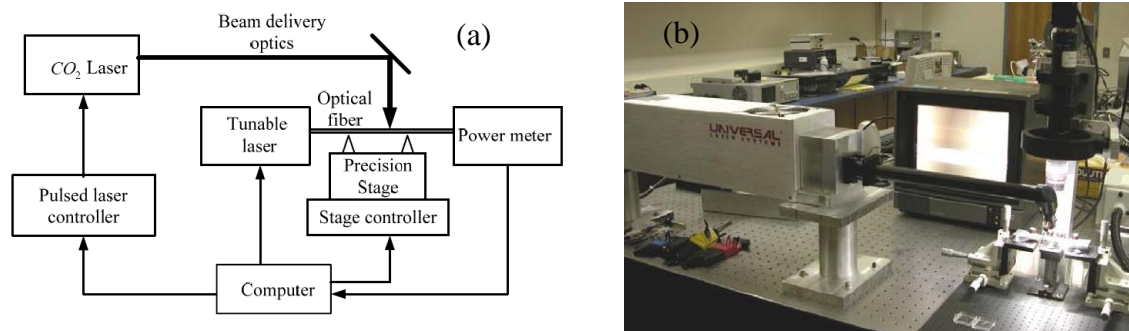 Beam delivery
optics
(a)
CO2 Laser
Optical
fiber
Tunable
laser
Power meter
Precision
Stage
Pulsed laser
controller
Stage controller
Computer
(b)
UNIVERSAL
LASER SYSTEMS